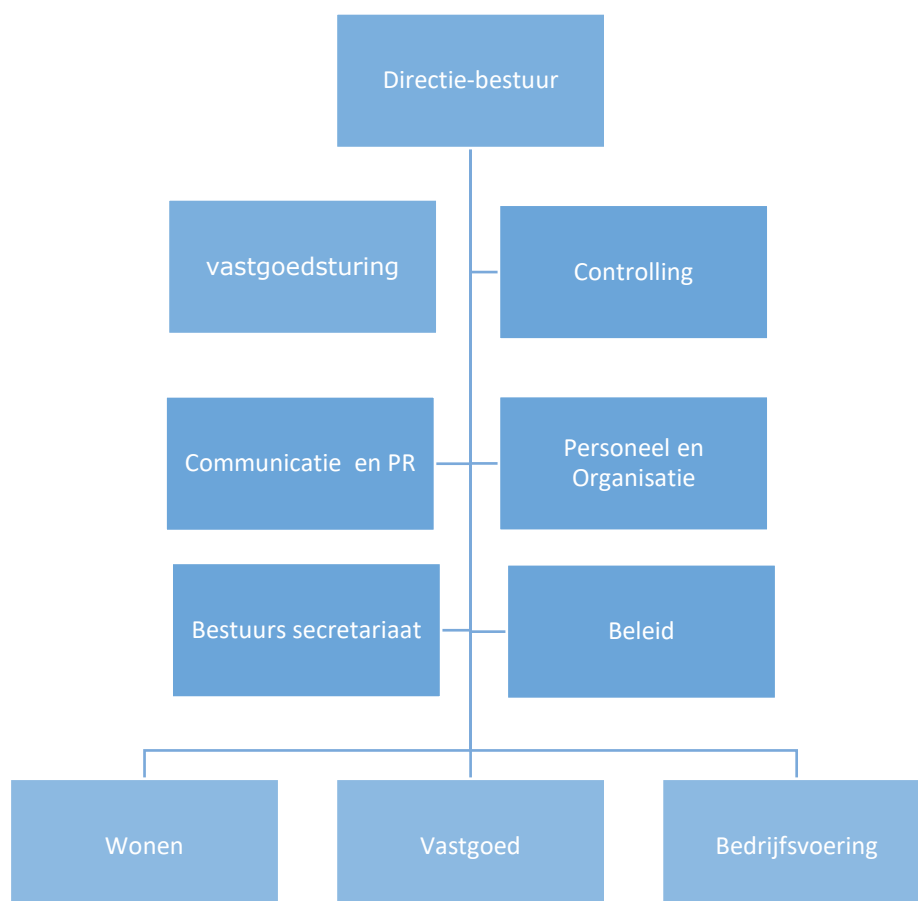 Directie-bestuur
vastgoedsturing
Controlling
Communicatie  en PR
Personeel en
Organisatie
Bestuurs secretariaat
Beleid
Wonen
Vastgoed
Bedrijfsvoering